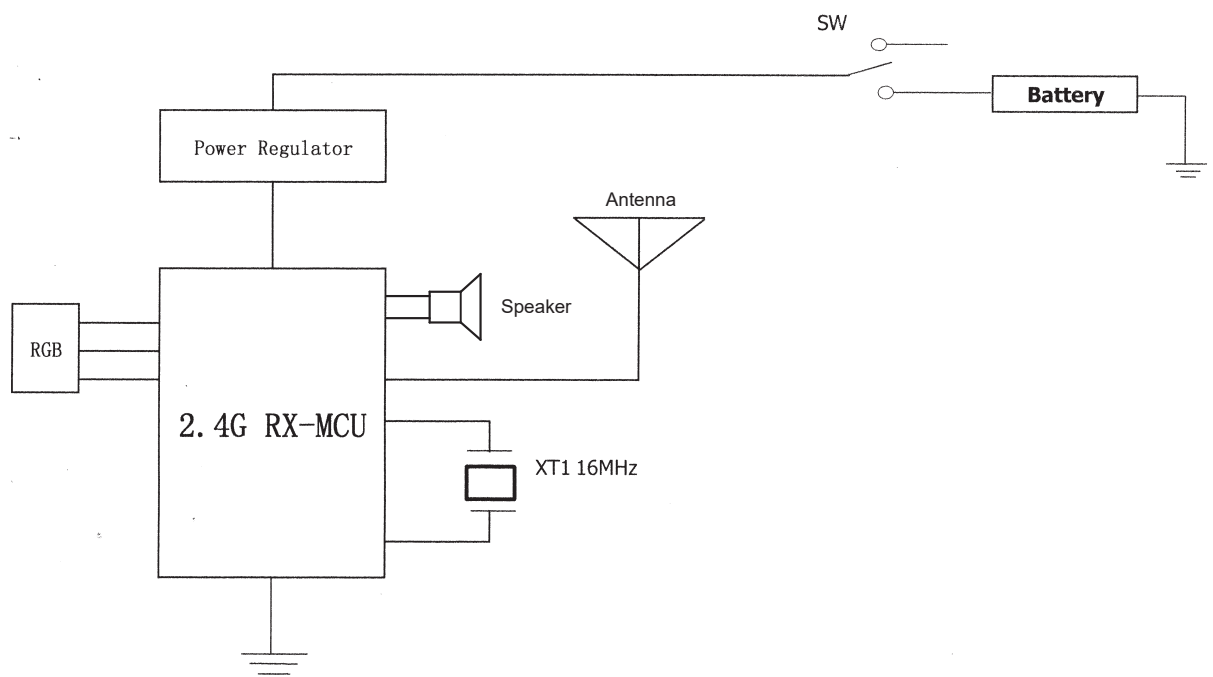 SW
Battery
Power Regulator
Antenna
Speaker
RGB
2.4G RX-MCU
XT1 16MHz